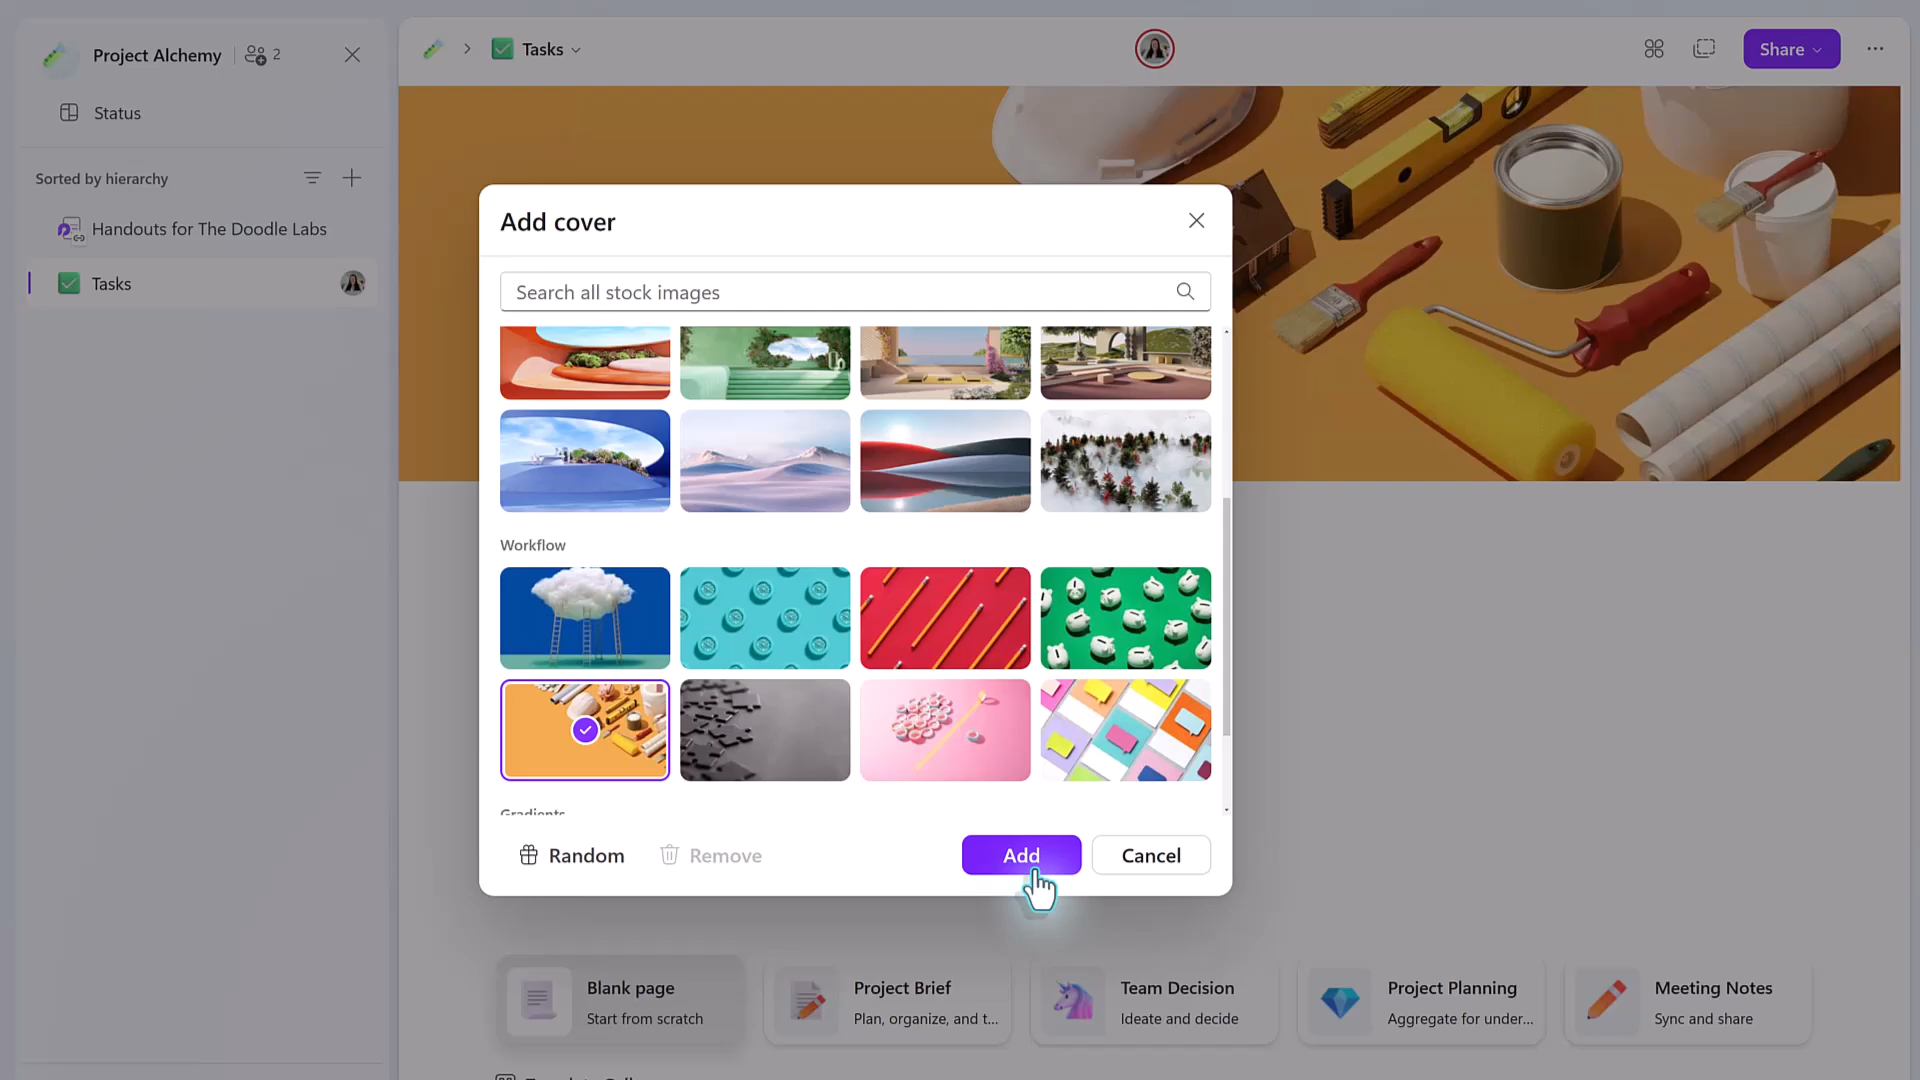 Project Alchemy
2
Tasks
Share
Status
Sorted by hierarchy
Handouts for The Doodle Labs
Tasks
Add cover
Search all stock images
Workflow
Gradients
Random
Remove
Add
Cancel
Blank page
Start from scratch
Project Brief
Plan, organize, and t...
Team Decision
Ideate and decide
Project Planning
Aggregate for under...
Meeting Notes
Sync and share